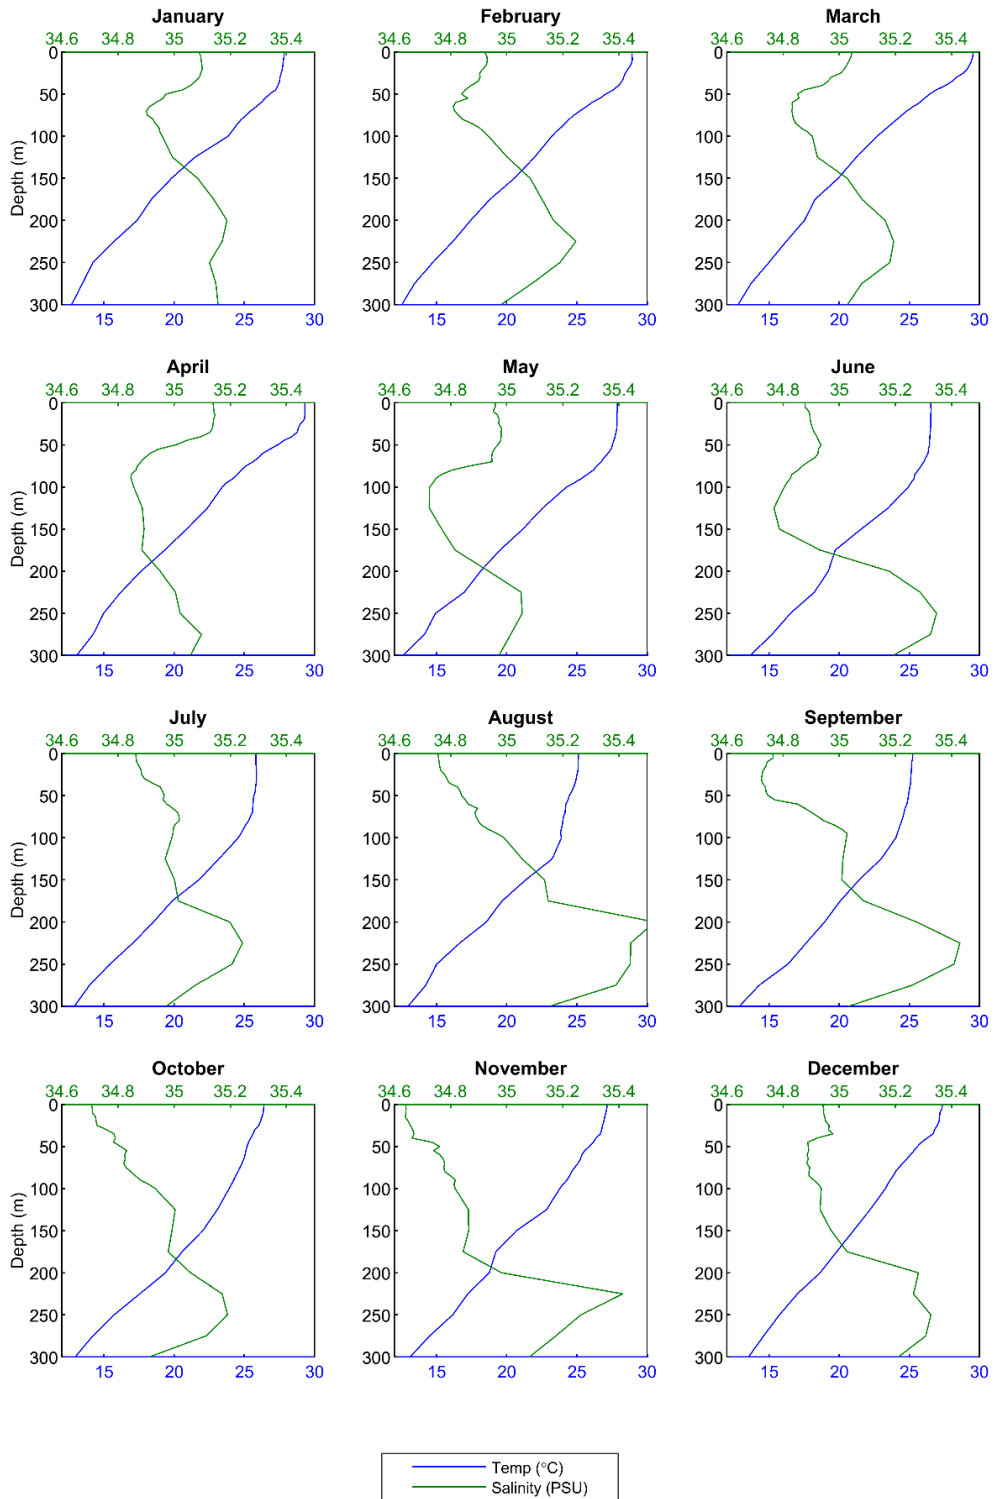 January February March
34.6 34.8 35 35.2 35.4 34.6 34.8 35 35.2 35.4 34.6 34.8 35 35.2 35.4
0 0 0
50 50 50
100 100 100
150 150 150
200 200 200
250 250 250
300 300 300
Depth (m)
15 20 25 30 15 20 25 30 15 20 25 30
April May June
34.6 34.8 35 35.2 35.4 34.6 34.8 35 35.2 35.4 34.6 34.8 35 35.2 35.4
0 0 0
50 50 50
100 100 100
150 150 150
200 200 200
250 250 250
300 300 300
Depth (m)
15 20 25 30 15 20 25 30 15 20 25 30
July August September
34.6 34.8 35 35.2 35.4 34.6 34.8 35 35.2 35.4 34.6 34.8 35 35.2 35.4
0 0 0
50 50 50
100 100 100
150 150 150
200 200 200
250 250 250
300 300 300
Depth (m)
15 20 25 30 15 20 25 30 15 20 25 30
October November December
34.6 34.8 35 35.2 35.4 34.6 34.8 35 35.2 35.4 34.6 34.8 35 35.2 35.4
0 0 0
50 50 50
100 100 100
150 150 150
200 200 200
250 250 250
300 300 300
Depth (m)
15 20 25 30 15 20 25 30 15 20 25 30
Temp (°C)
Salinity (PSU)